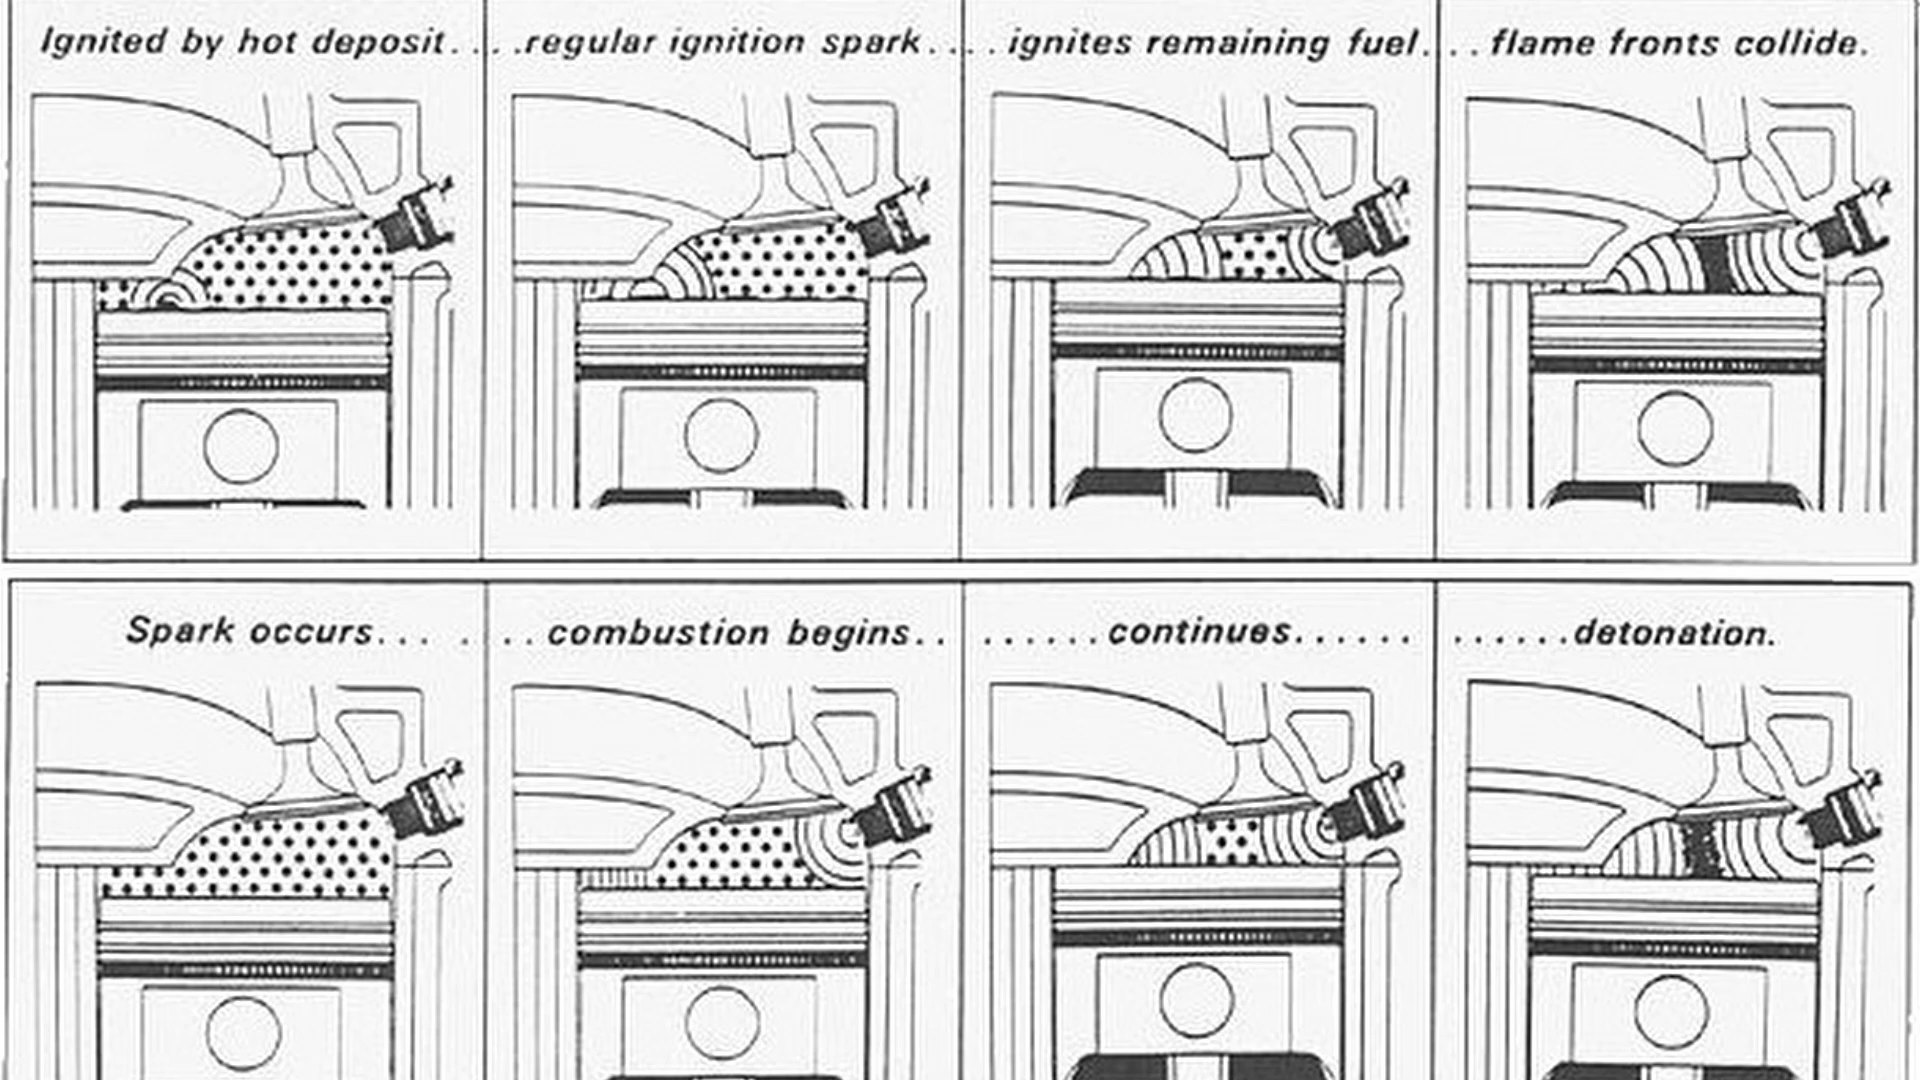 Ignited by hot deposit. . . .regular ignition spark. . . . ignites remaining fuel. . . flame fronts collide.
Spark occurs. . . . . . combustion begins. . . . . . . .continues. . . . . . . . . . . .detonation.